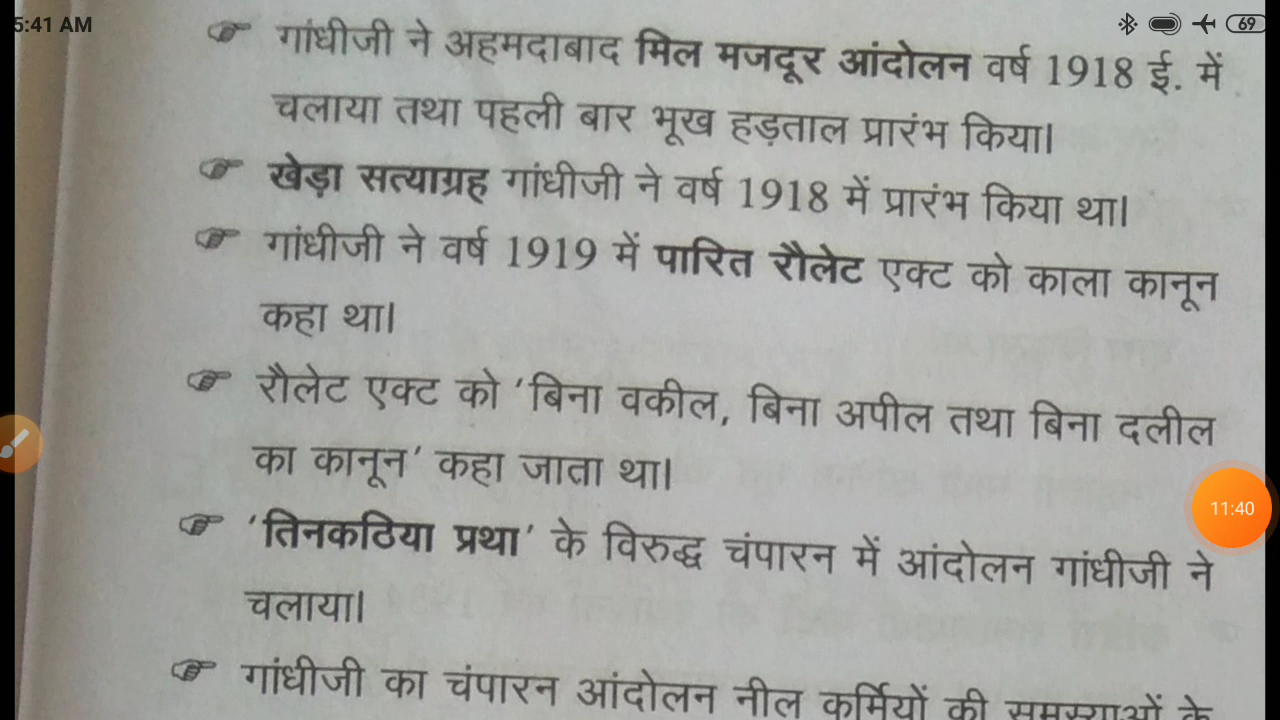 5:41 AM
69
गांधीजी ने अहमदाबाद मिल मजदूर आंदोलन वर्ष 1918 ई. में
चलाया तथा पहली बार भूख हड़ताल प्रारंभ किया।
खेड़ा सत्याग्रह गांधीजी ने वर्ष 1918 में प्रारंभ किया था।
गांधीजी ने वर्ष 1919 में पारित रौलेट एक्ट को काला कानून
कहा था।
रौलेट एक्ट को 'बिना वकील, बिना अपील तथा बिना दलील
का कानून' कहा जाता था।
11:40
'तिनकठिया प्रथा' के विरुद्ध चंपारन में आंदोलन गांधीजी ने
चलाया।
गांधीजी का चंपारन आंदोलन नील कर्मियों की समस्याओं के